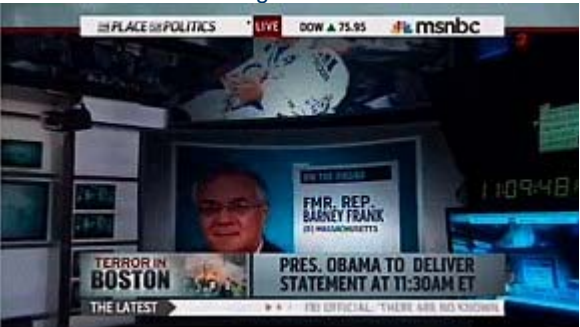 THE PLACE FOR POLITICS
LIVE
DOW ▲ 75.95
msnbc
ON THE PHONE
FMR. REP.
BARNEY FRANK
(D) MASSACHUSETTS
11:09:48
TERROR IN
BOSTON
PRES. OBAMA TO DELIVER
STATEMENT AT 11:30AM ET
THE LATEST
FBI OFFICIAL: "THERE ARE NO KNOWN